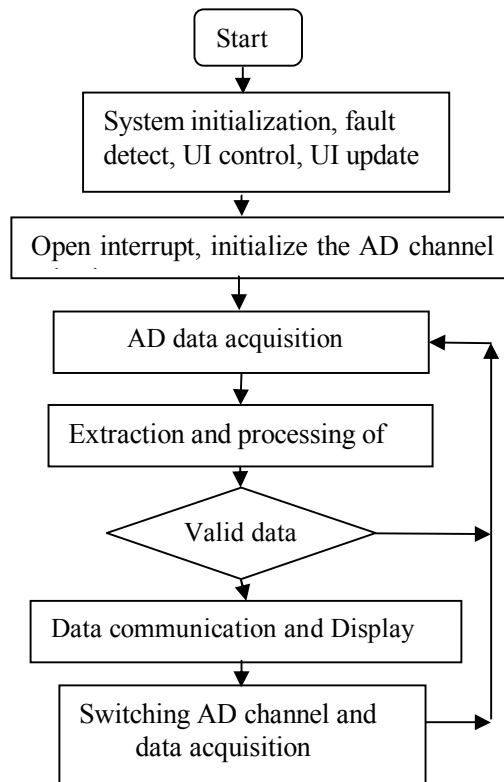 Start
System initialization, fault
detect, UI control, UI update
Open interrupt, initialize the AD channel
AD data acquisition
Extraction and processing of
Valid data
Data communication and Display
Switching AD channel and
data acquisition